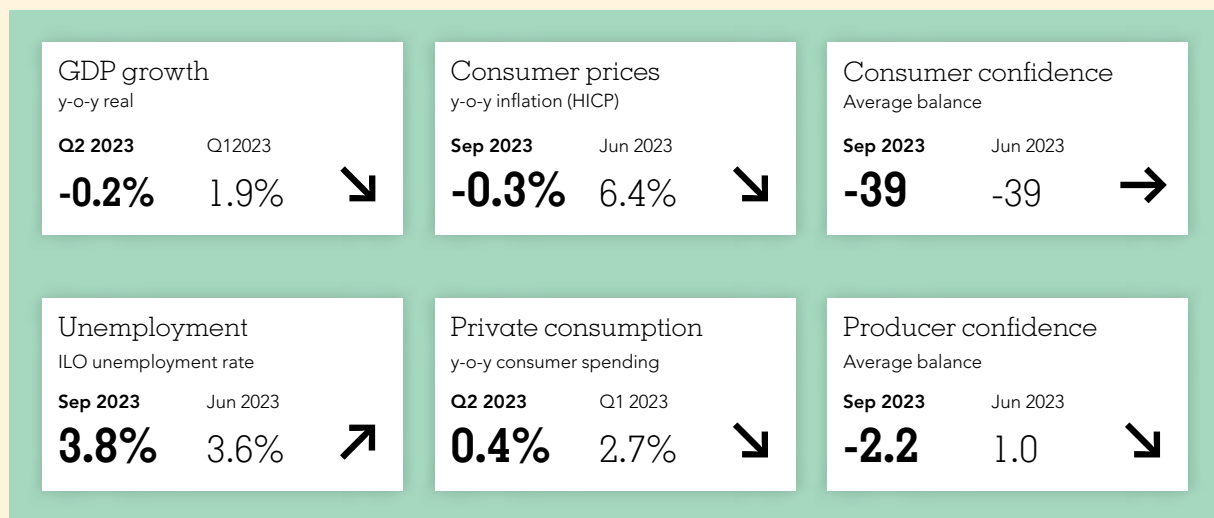 GDP growth
y-o-y real
Q2 2023 Q12023
-0.2% 1.9%
Consumer prices
y-o-y inflation (HICP)
Sep 2023 Jun 2023
-0.3% 6.4%
Consumer confidence
Average balance
Sep 2023 Jun 2023
-39 -39
Unemployment
ILO unemployment rate
Sep 2023 Jun 2023
3.8% 3.6%
Private consumption
y-o-y consumer spending
Q2 2023 Q1 2023
0.4% 2.7%
Producer confidence
Average balance
Sep 2023 Jun 2023
-2.2 1.0